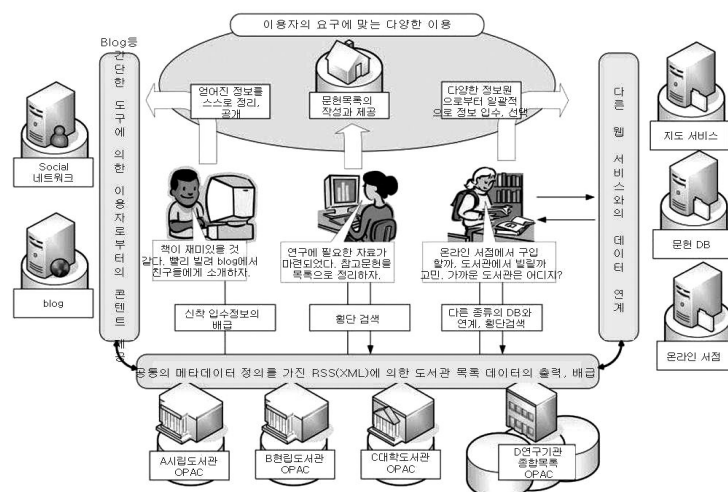 이용자의 요구에 맞는 다양한 이용
Blog등 간단한 도구에 의한 이용자로부터의 콘텐트 제공
얻어진 정보를
스스로 정리,
공개
문헌목록의
작성과 제공
다양한 정보원
으로부터 일괄적
으로 정보 입수, 선택
다른 웹 서비스와의 데이터 연계
지도 서비스
Social
네트워크
문헌 DB
blog
온라인 서점
책이 재미있을 것
같다. 빨리 빌려 blog에서
친구들에게 소개하자.
연구에 필요한 자료가
마련되었다. 참고문헌을
목록으로 정리하자.
온라인 서점에서 구입
할까, 도서관에서 빌릴까
고민. 가까운 도서관은 어디지?
신착 입수정보의
배급
횡단 검색
다른 종류의 DB와
연계, 횡단검색
공통의 메타데이터 정의를 가진 RSS(XML)에 의한 도서관 목록 데이터의 출력, 배급
A시립도서관
OPAC
B현립도서관
OPAC
C대학도서관
OPAC
D연구기관
종합목록
OPAC